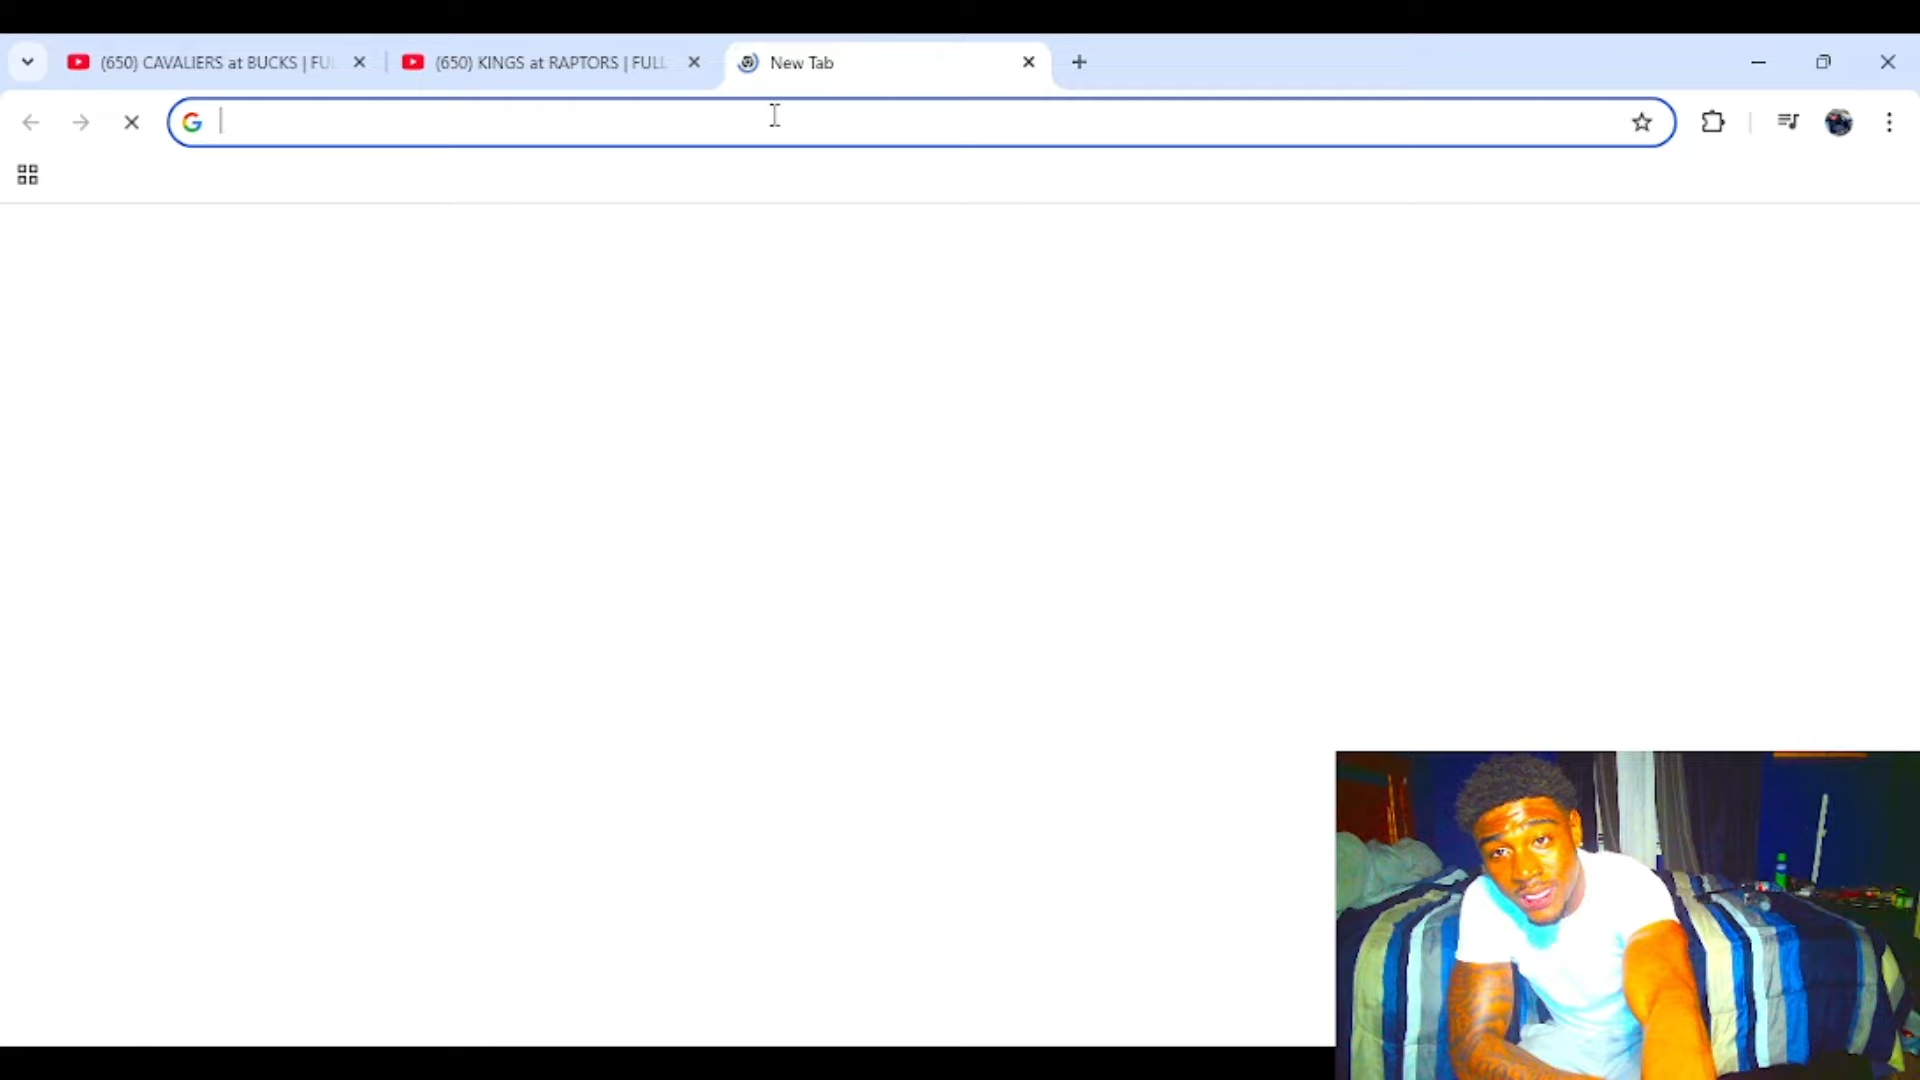 (650) CAVALIERS at BUCKS | FU
(650) KINGS at RAPTORS | FULL
New Tab